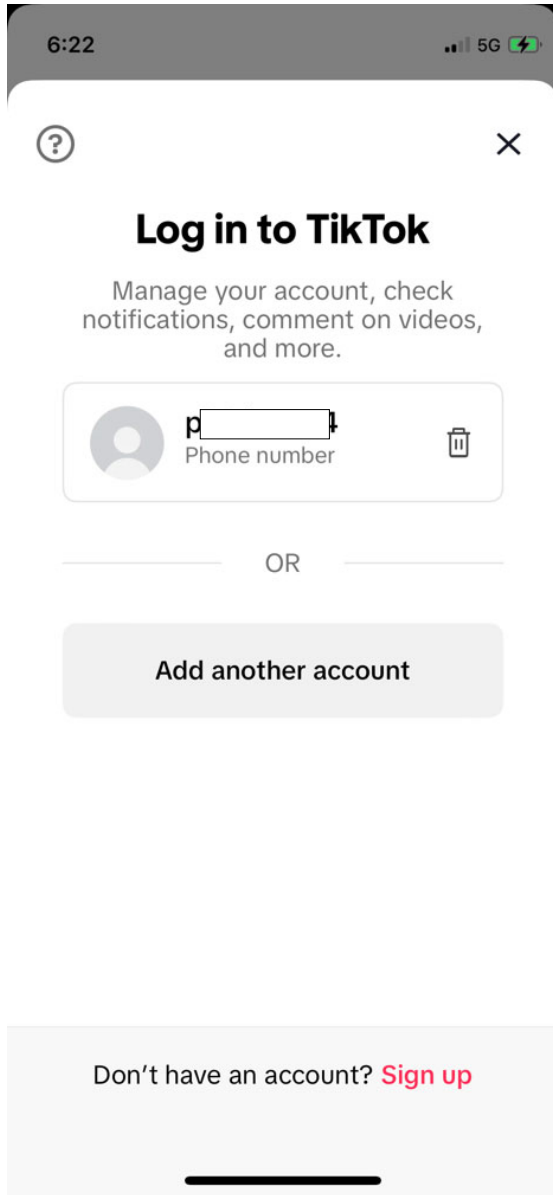 6:22
5G
Log in to TikTok
Manage your account, check
notifications, comment on videos,
and more.
Phone number
OR
Add another account
Don't have an account? Sign up